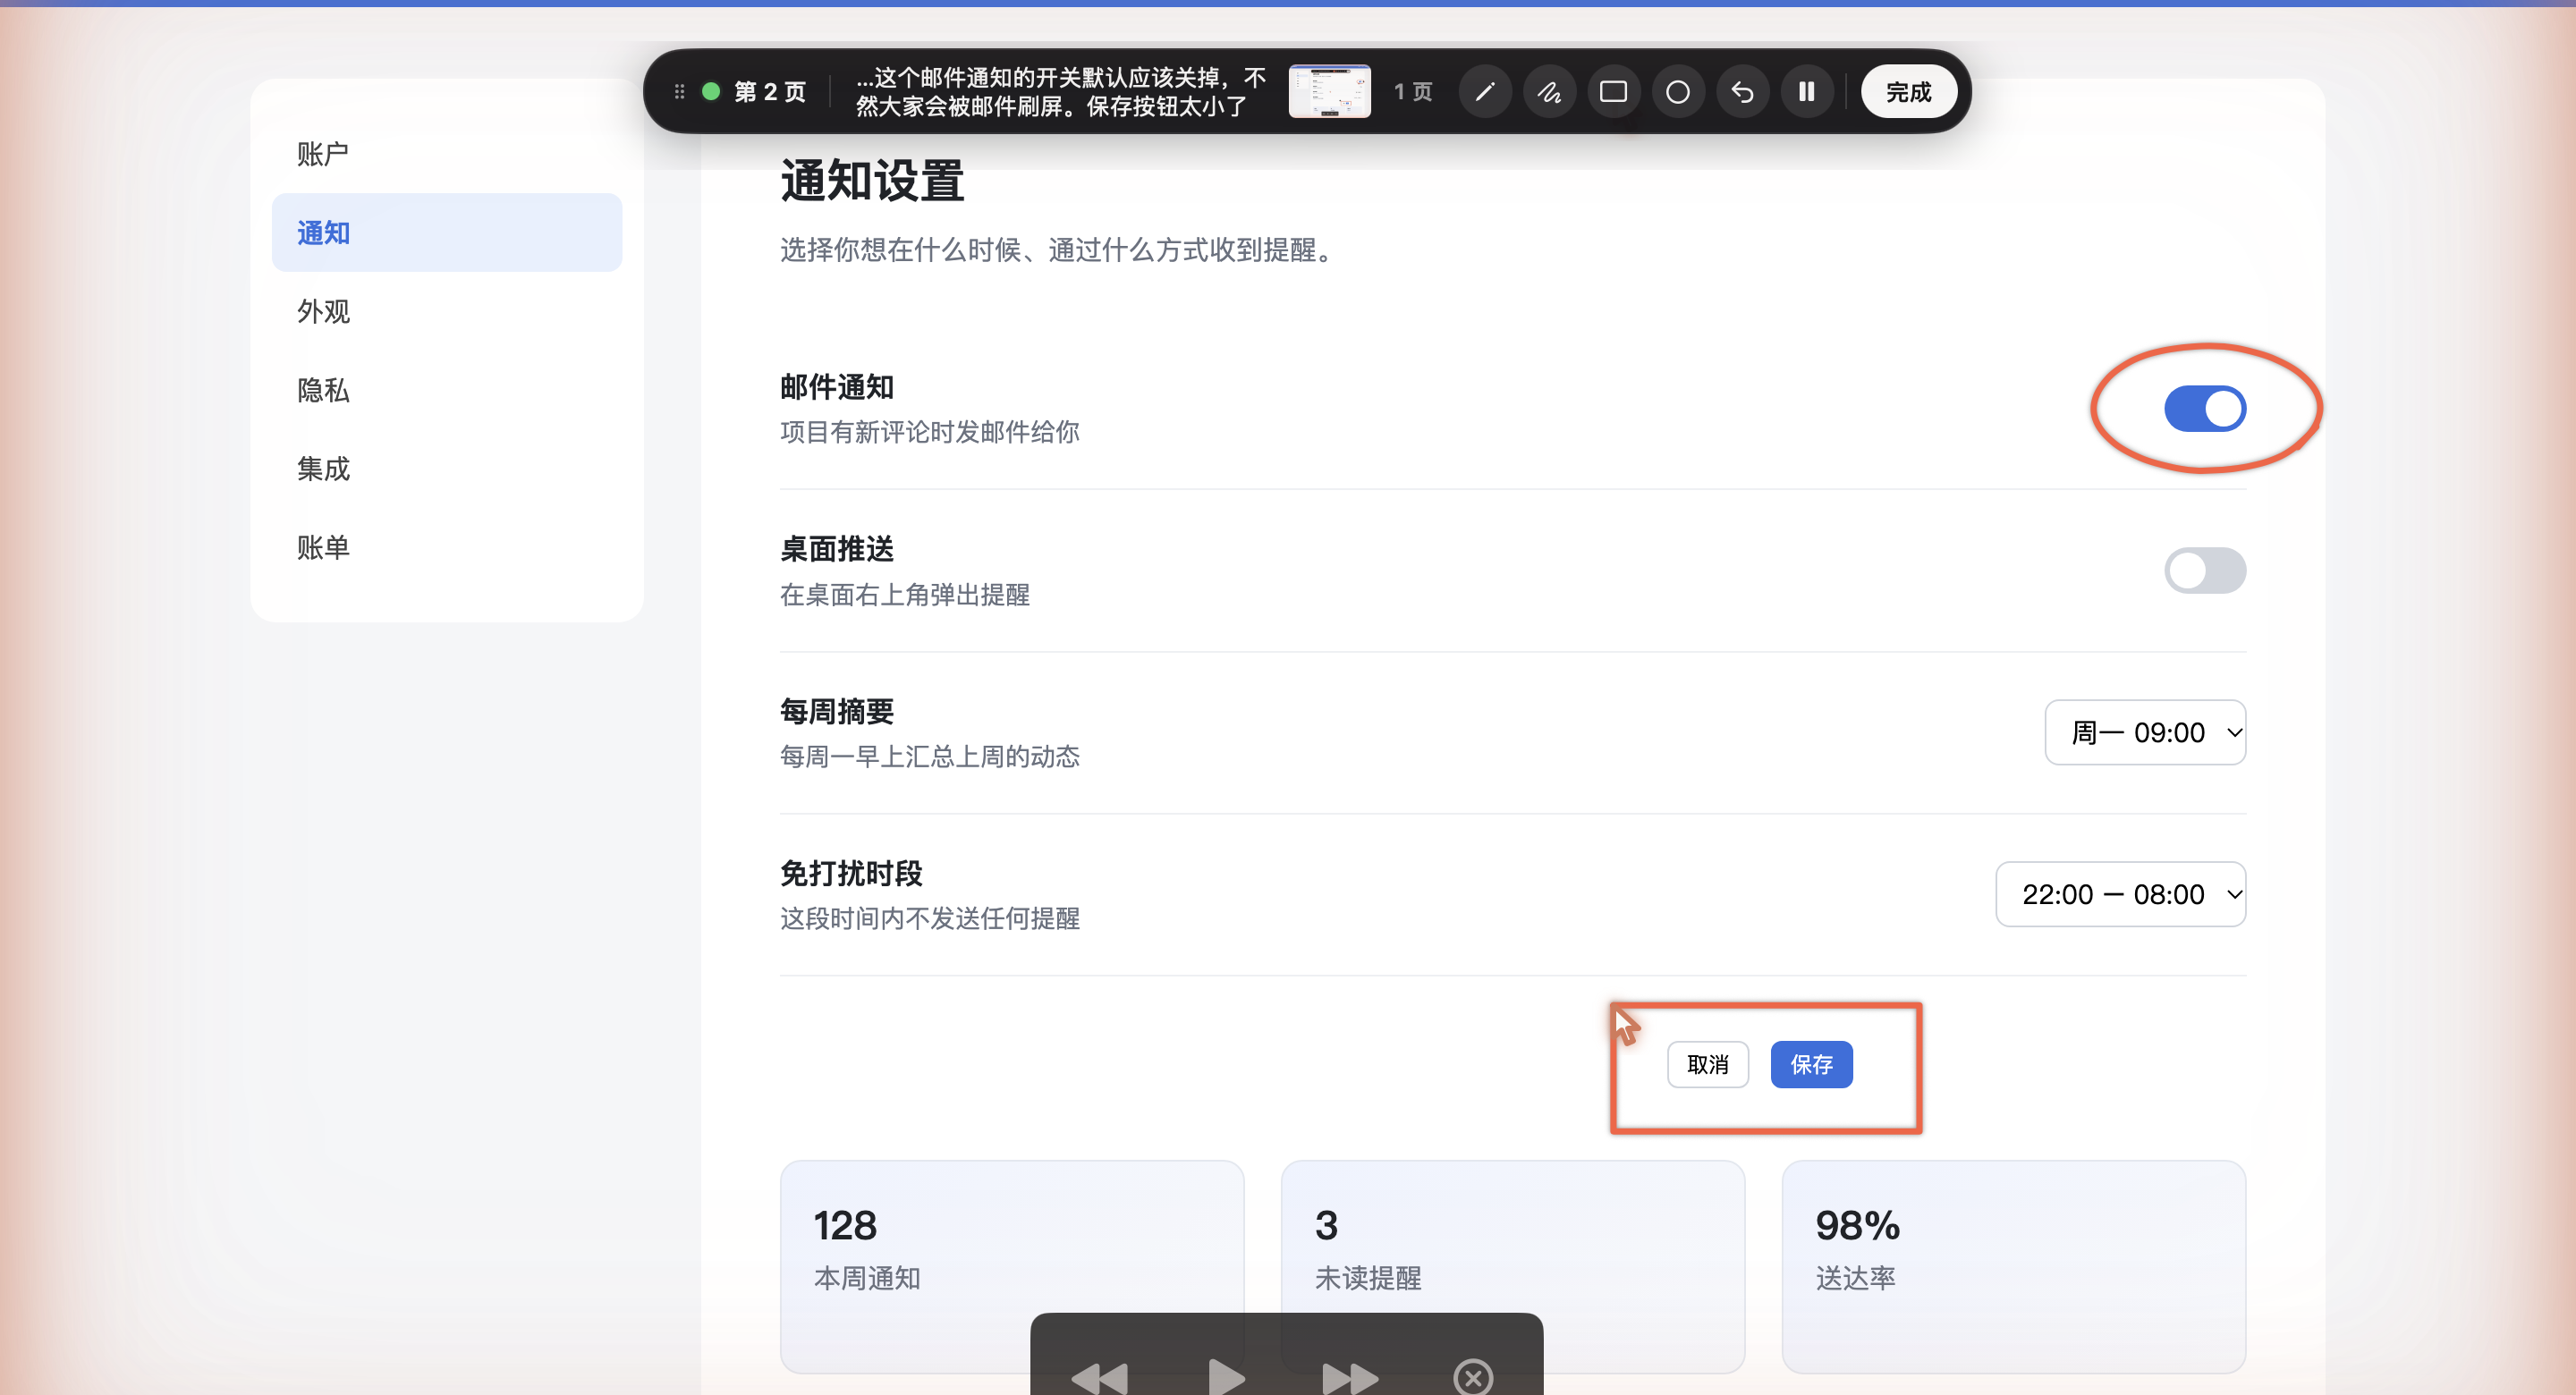 第 2 页
...这个邮件通知的开关默认应该关掉，不
然大家会被邮件刷屏。保存按钮太小了
1 页
完成
账户
通知
外观
隐私
集成
账单
通知设置
选择你想在什么时候、通过什么方式收到提醒。
邮件通知
项目有新评论时发邮件给你
桌面推送
在桌面右上角弹出提醒
每周摘要
每周一早上汇总上周的动态
周一 09:00
免打扰时段
这段时间内不发送任何提醒
22:00 — 08:00
取消
保存
128
本周通知
3
未读提醒
98%
送达率